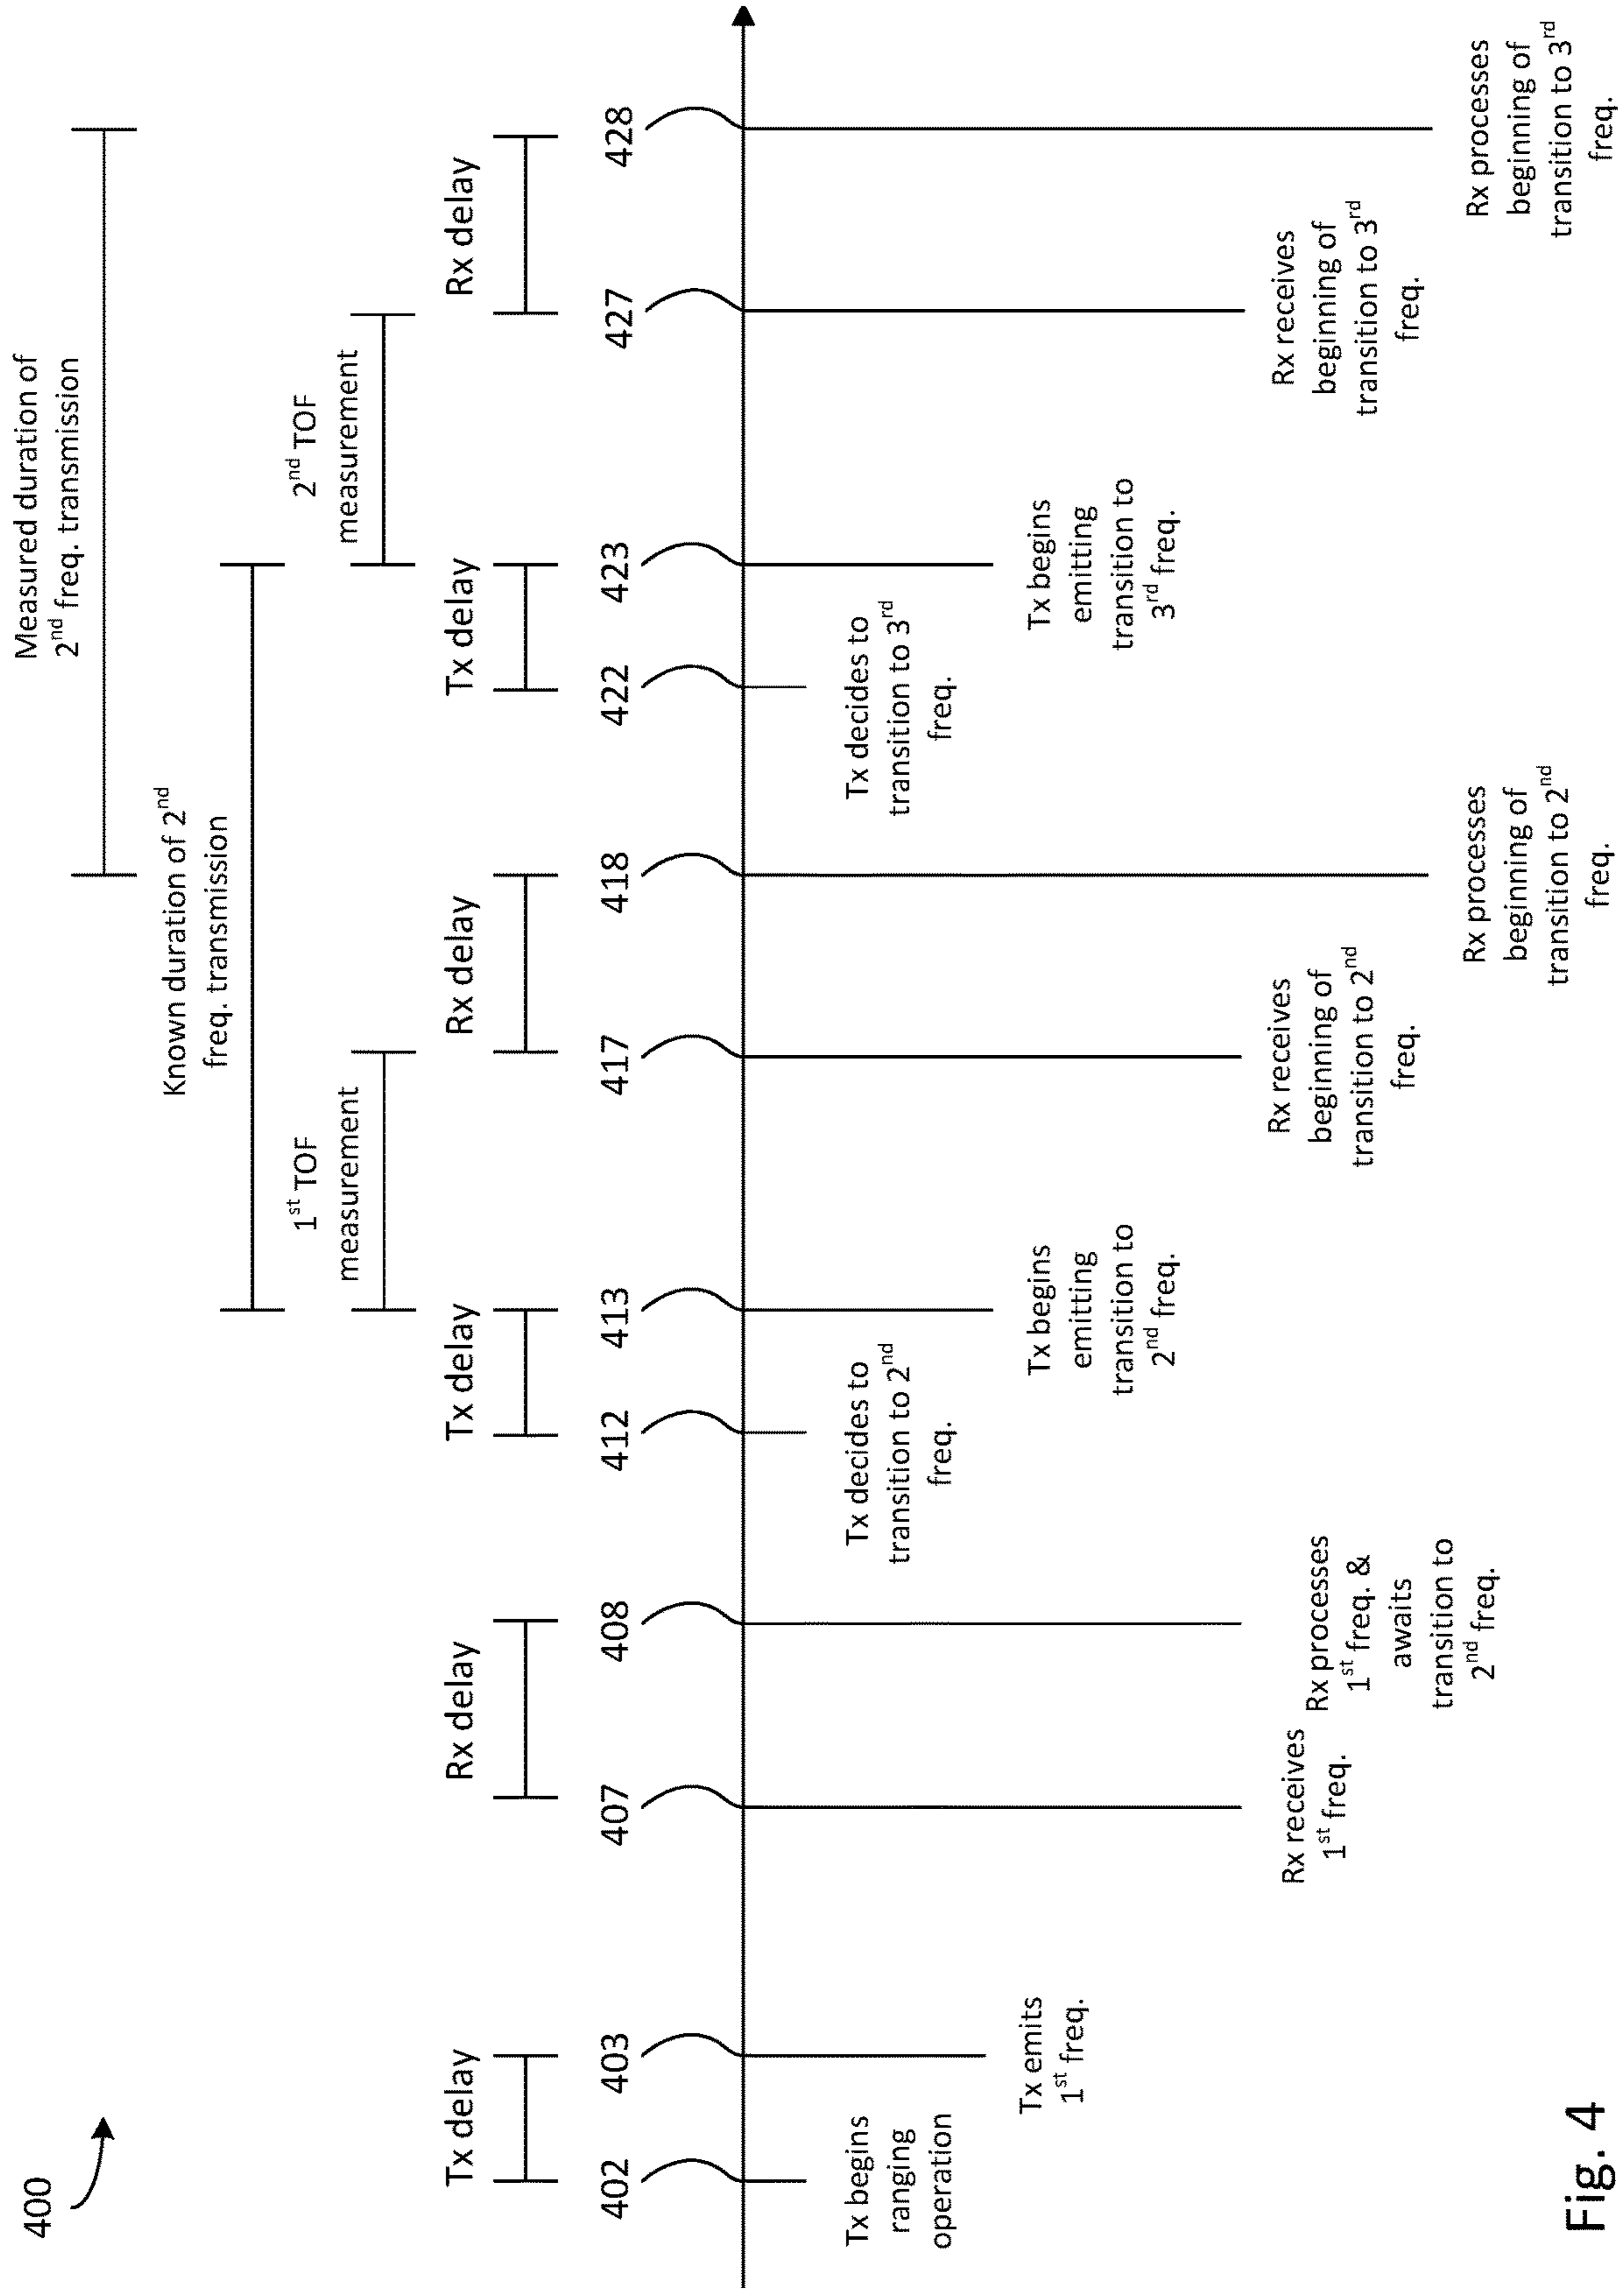 400
Measured duration of
2nd freq. transmission
Known duration of 2nd
freq. transmission
1st TOF
measurement
2nd TOF
measurement
Tx delay
Rx delay
Tx delay
Rx delay
Tx delay
Rx delay
402
403
407
408
412
413
417
418
422
423
427
428
Tx begins
ranging
operation
Tx emits
1st freq.
Rx receives
1st freq.
Rx processes
1st freq. &
awaits
transition to
2nd freq.
Tx decides to
transition to 2nd
freq.
Tx begins
emitting
transition to
2nd freq.
Rx receives
beginning of
transition to 2nd
freq.
Rx processes
beginning of
transition to 2nd
freq.
Tx decides to
transition to 3rd
freq.
Tx begins
emitting
transition to
3rd freq.
Rx receives
beginning of
transition to 3rd
freq.
Rx processes
beginning of
transition to 3rd
freq.
Fig. 4